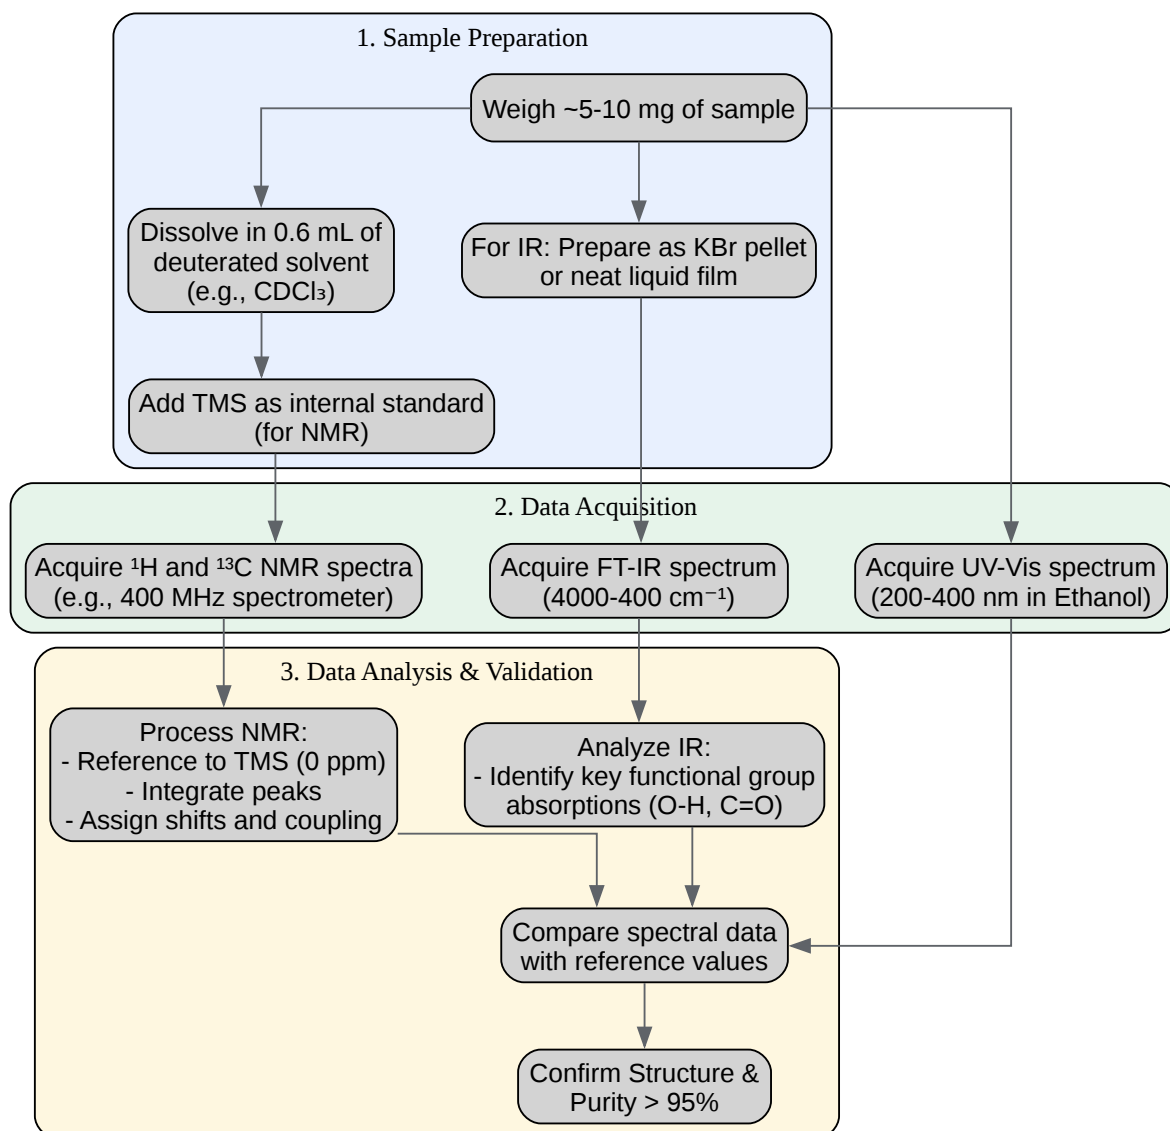 1. Sample Preparation
Weigh ~5-10 mg of sample
Dissolve in 0.6 mL of
deuterated solvent
(e.g., CDCl₃)
For IR: Prepare as KBr pellet
or neat liquid film
Add TMS as internal standard
(for NMR)
2. Data Acquisition
Acquire ¹H and ¹³C NMR spectra
(e.g., 400 MHz spectrometer)
Acquire FT-IR spectrum
(4000-400 cm⁻¹)
Acquire UV-Vis spectrum
(200-400 nm in Ethanol)
3. Data Analysis & Validation
Process NMR:
- Reference to TMS (0 ppm)
- Integrate peaks
- Assign shifts and coupling
Analyze IR:
- Identify key functional group
absorptions (O-H, C=O)
Compare spectral data
with reference values
Confirm Structure &
Purity > 95%